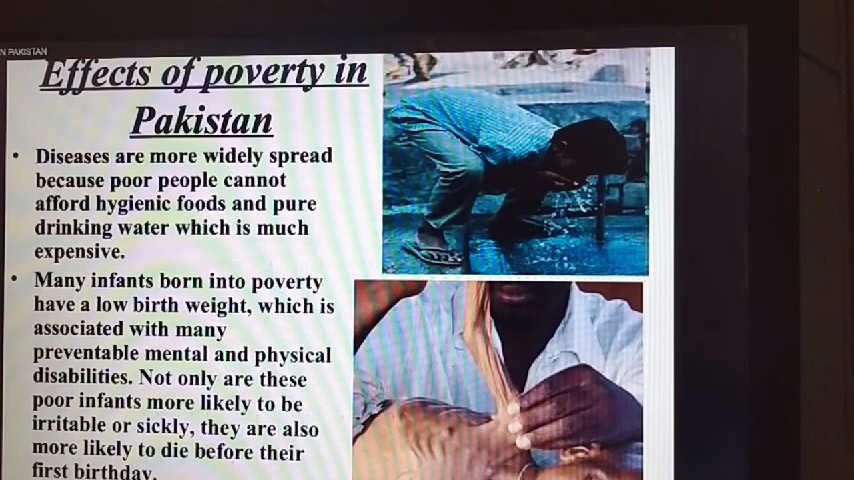 N PAKISTAN
Effects of poverty in
Pakistan
• Diseases are more widely spread
because poor people cannot
afford hygienic foods and pure
drinking water which is much
expensive.
• Many infants born into poverty
have a low birth weight, which is
associated with many
preventable mental and physical
disabilities. Not only are these
poor infants more likely to be
irritable or sickly, they are also
more likely to die before their
first birthday.